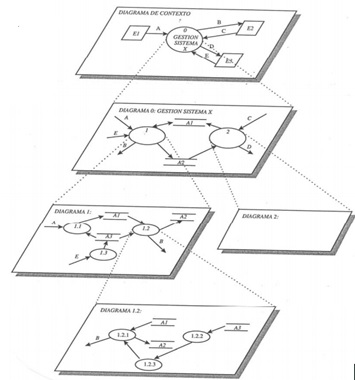 DIAGRAMA DE CONTEXTO
E1
A
0
GESTION
SISTEMA
X
B
C
E2
D
E
DIAGRAMA 0: GESTION SISTEMA X
A
E
B
1
A1
A2
2
C
D
DIAGRAMA 1:
A
1.1
A1
A3
1.2
A2
B
E
1.3
DIAGRAMA 2:
DIAGRAMA 1.2:
B
1.2.1
A1
A2
1.2.2
A3
1.2.3